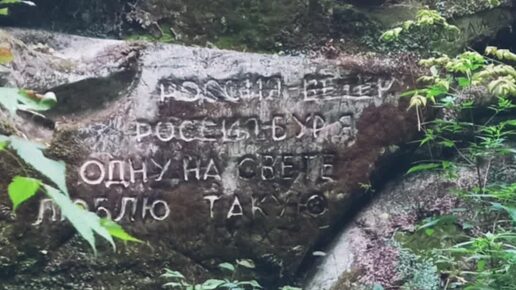 РОССИЯ-ВЕТЕР
РОССИЯ-БУРЯ
ОДНУ НА СВЕТЕ
ЛЮБЛЮ ТАКУЮ